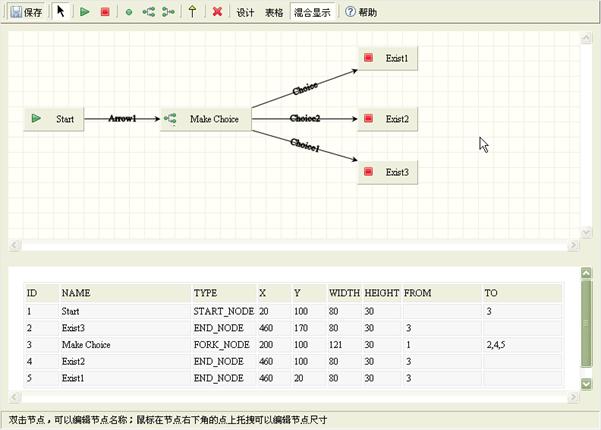 保存 设计 表格 混合显示 帮助
Exist1
Choice
Start Arrow1 Make Choice Choice2 Exist2
Choice1
Exist3
ID NAME TYPE X Y WIDTH HEIGHT FROM TO
1 Start START_NODE 20 100 80 30 3
2 Exist3 END_NODE 460 170 80 30 3
3 Make Choice FORK_NODE 200 100 121 30 1 2,4,5
4 Exist2 END_NODE 460 100 80 30 3
5 Exist1 END_NODE 460 20 80 30 3
双击节点，可以编辑节点名称；鼠标在节点右下角的点上托拽可以编辑节点尺寸